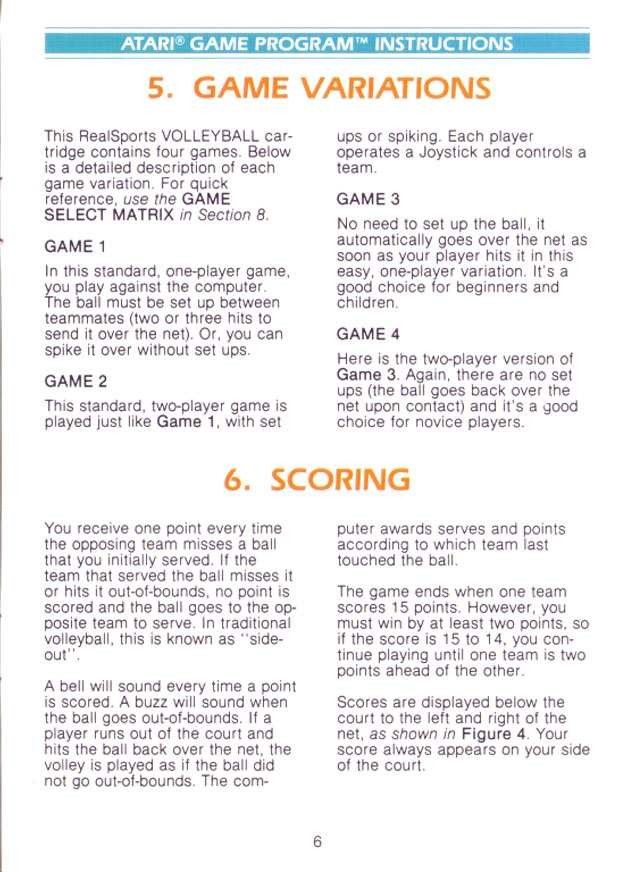 ATARI® GAME PROGRAM™ INSTRUCTIONS
5. GAME VARIATIONS
This RealSports VOLLEYBALL car-
tridge contains four games. Below
is a detailed description of each
game variation. For quick
reference, use the GAME
SELECT MATRIX in Section 8.
GAME 1
In this standard, one-player game,
you play against the computer.
The ball must be set up between
teammates (two or three hits to
send it over the net). Or, you can
spike it over without set ups.
GAME 2
This standard, two-player game is
played just like Game 1, with set
ups or spiking. Each player
operates a Joystick and controls a
team.
GAME 3
No need to set up the ball, it
automatically goes over the net as
soon as your player hits it in this
easy, one-player variation. It's a
good choice for beginners and
children.
GAME 4
Here is the two-player version of
Game 3. Again, there are no set
ups (the ball goes back over the
net upon contact) and it's a good
choice for novice players.
6. SCORING
You receive one point every time
the opposing team misses a ball
that you initially served. If the
team that served the ball misses it
or hits it out-of-bounds, no point is
scored and the ball goes to the op-
posite team to serve. In traditional
volleyball, this is known as "side-
out".
A bell will sound every time a point
is scored. A buzz will sound when
the ball goes out-of-bounds. If a
player runs out of the court and
hits the ball back over the net, the
volley is played as if the ball did
not go out-of-bounds. The com-
puter awards serves and points
according to which team last
touched the ball.
The game ends when one team
scores 15 points. However, you
must win by at least two points, so
if the score is 15 to 14, you con-
tinue playing until one team is two
points ahead of the other.
Scores are displayed below the
court to the left and right of the
net, as shown in Figure 4. Your
score always appears on your side
of the court.
6